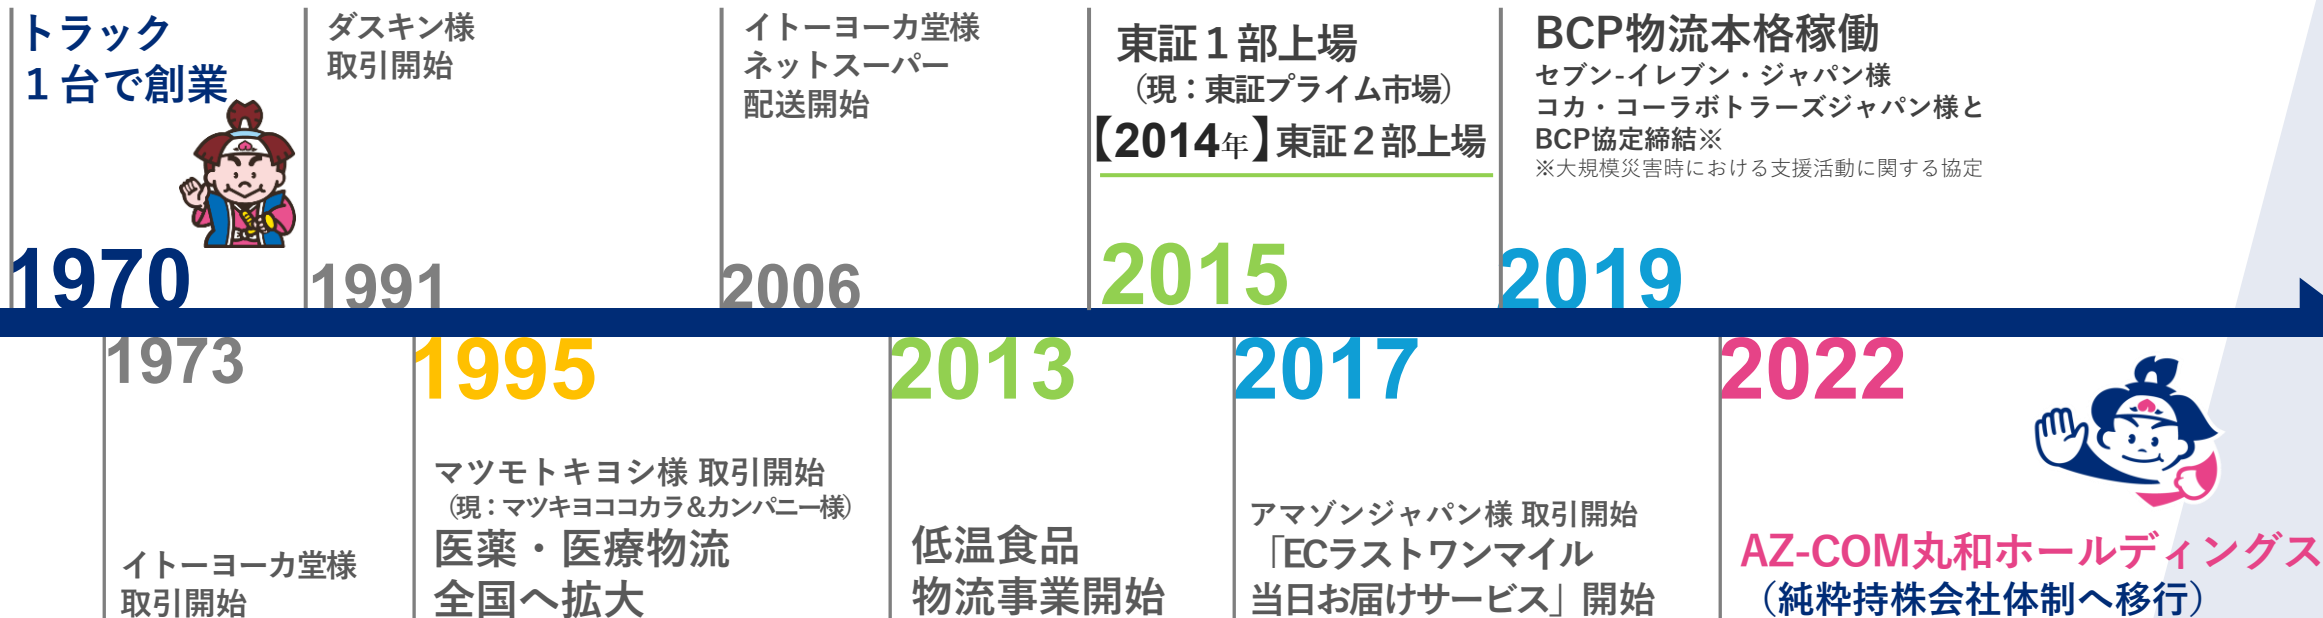 トラック
１台で創業
1970
ダスキン様
取引開始
1991
イトーヨーカ堂様
ネットスーパー
配送開始
2006
東証１部上場
（現：東証プライム市場）
【2014年】東証２部上場
2015
BCP物流本格稼働
セブン-イレブン・ジャパン様
コカ・コーラボトラーズジャパン様と
BCP協定締結※
※大規模災害時における支援活動に関する協定
2019
1973
イトーヨーカ堂様
取引開始
1995
マツモトキヨシ様 取引開始
（現：マツキヨココカラ＆カンパニー様）
医薬・医療物流
全国へ拡大
2013
低温食品
物流事業開始
2017
アマゾンジャパン様 取引開始
「ECラストワンマイル
当日お届けサービス」開始
2022
AZ-COM丸和ホールディングス
（純粋持株会社体制へ移行）